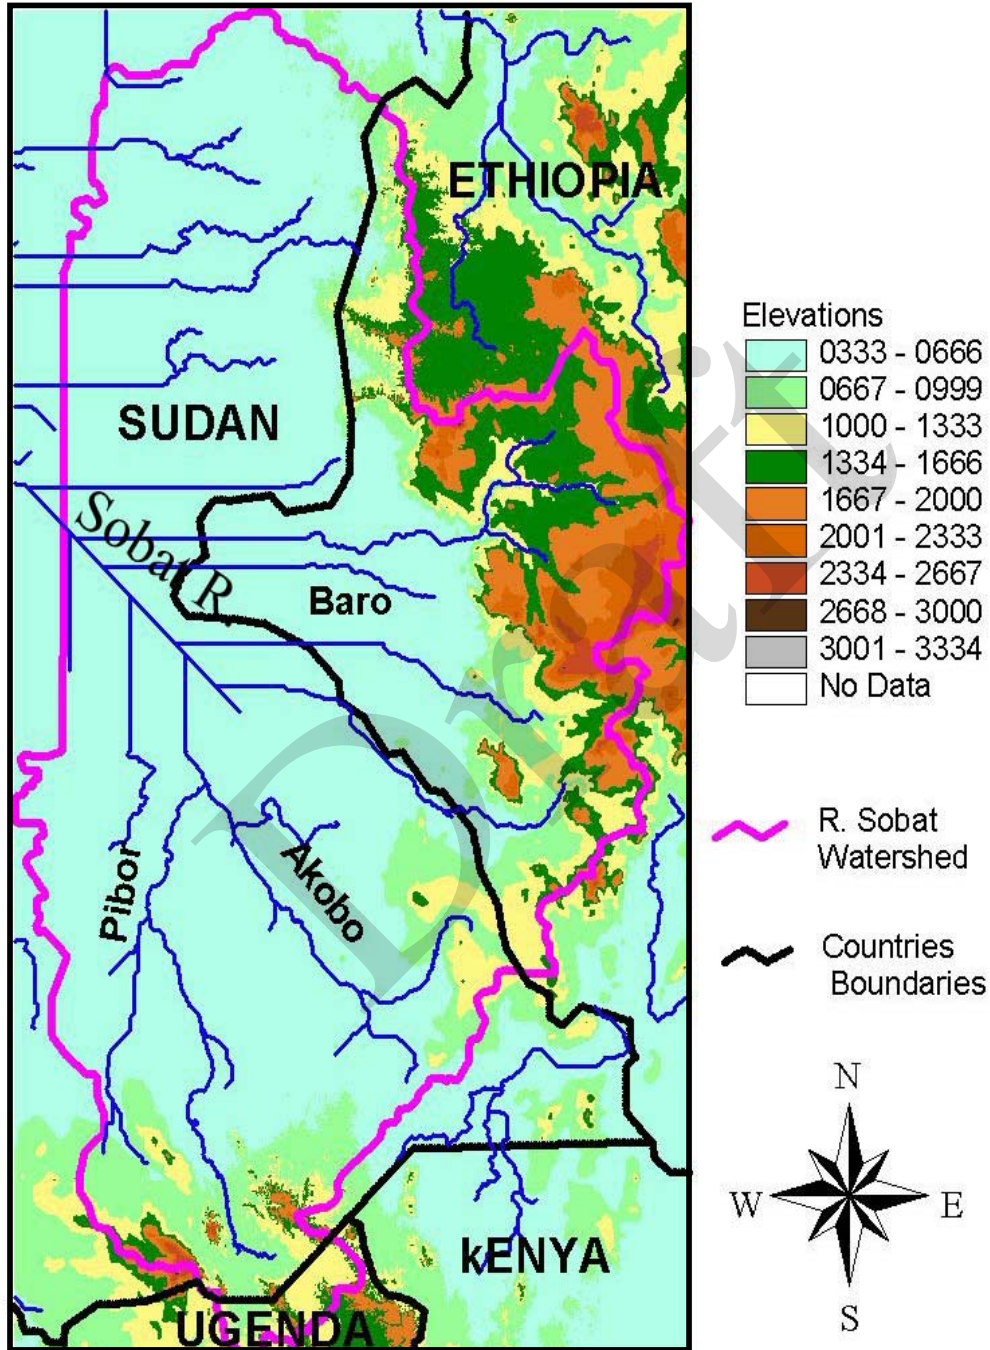 ETHIOPIA
SUDAN
Sobat R.
Baro
Pibor
Akobo
kENYA
UGENDA
Elevations
0333 - 0666
0667 - 0999
1000 - 1333
1334 - 1666
1667 - 2000
2001 - 2333
2334 - 2667
2668 - 3000
3001 - 3334
No Data
R. Sobat
Watershed
Countries
Boundaries
N
W
E
S
Draft